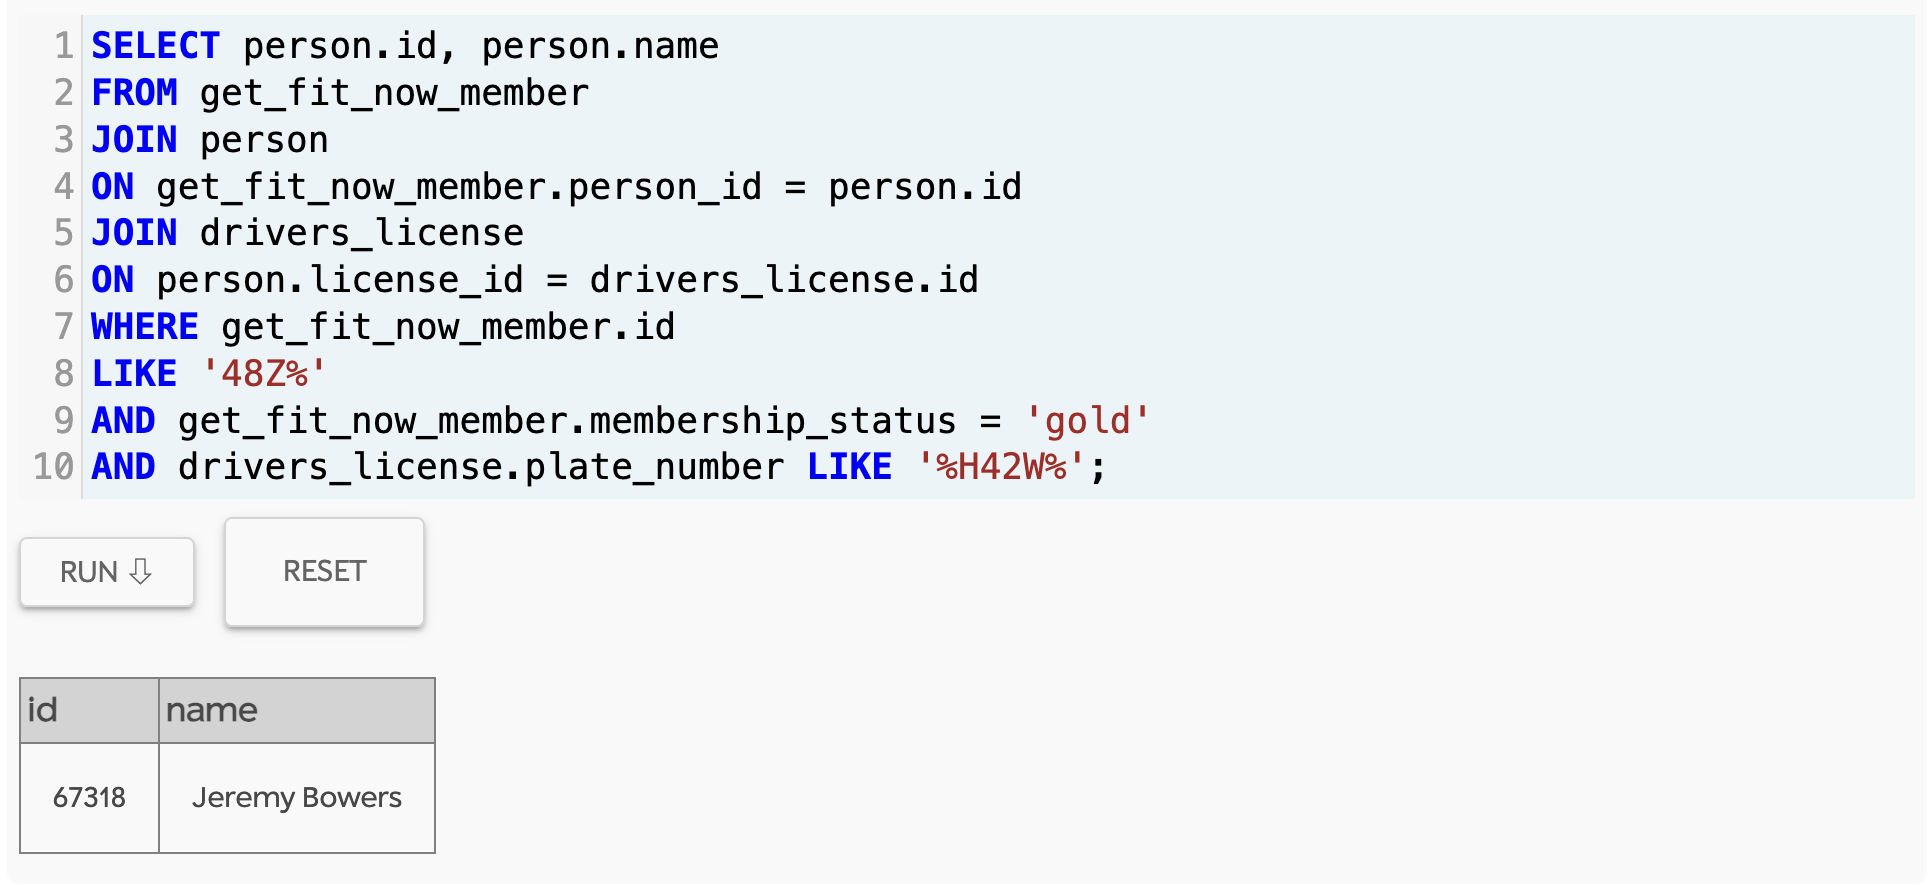 1 SELECT person.id, person.name
2 FROM get_fit_now_member
3 JOIN person
4 ON get_fit_now_member.person_id = person.id
5 JOIN drivers_license
6 ON person.license_id = drivers_license.id
7 WHERE get_fit_now_member.id
8 LIKE '48Z%'
9 AND get_fit_now_member.membership_status = 'gold'
10 AND drivers_license.plate_number LIKE '%H42W%';
RUN ⇩ RESET
id name
67318 Jeremy Bowers